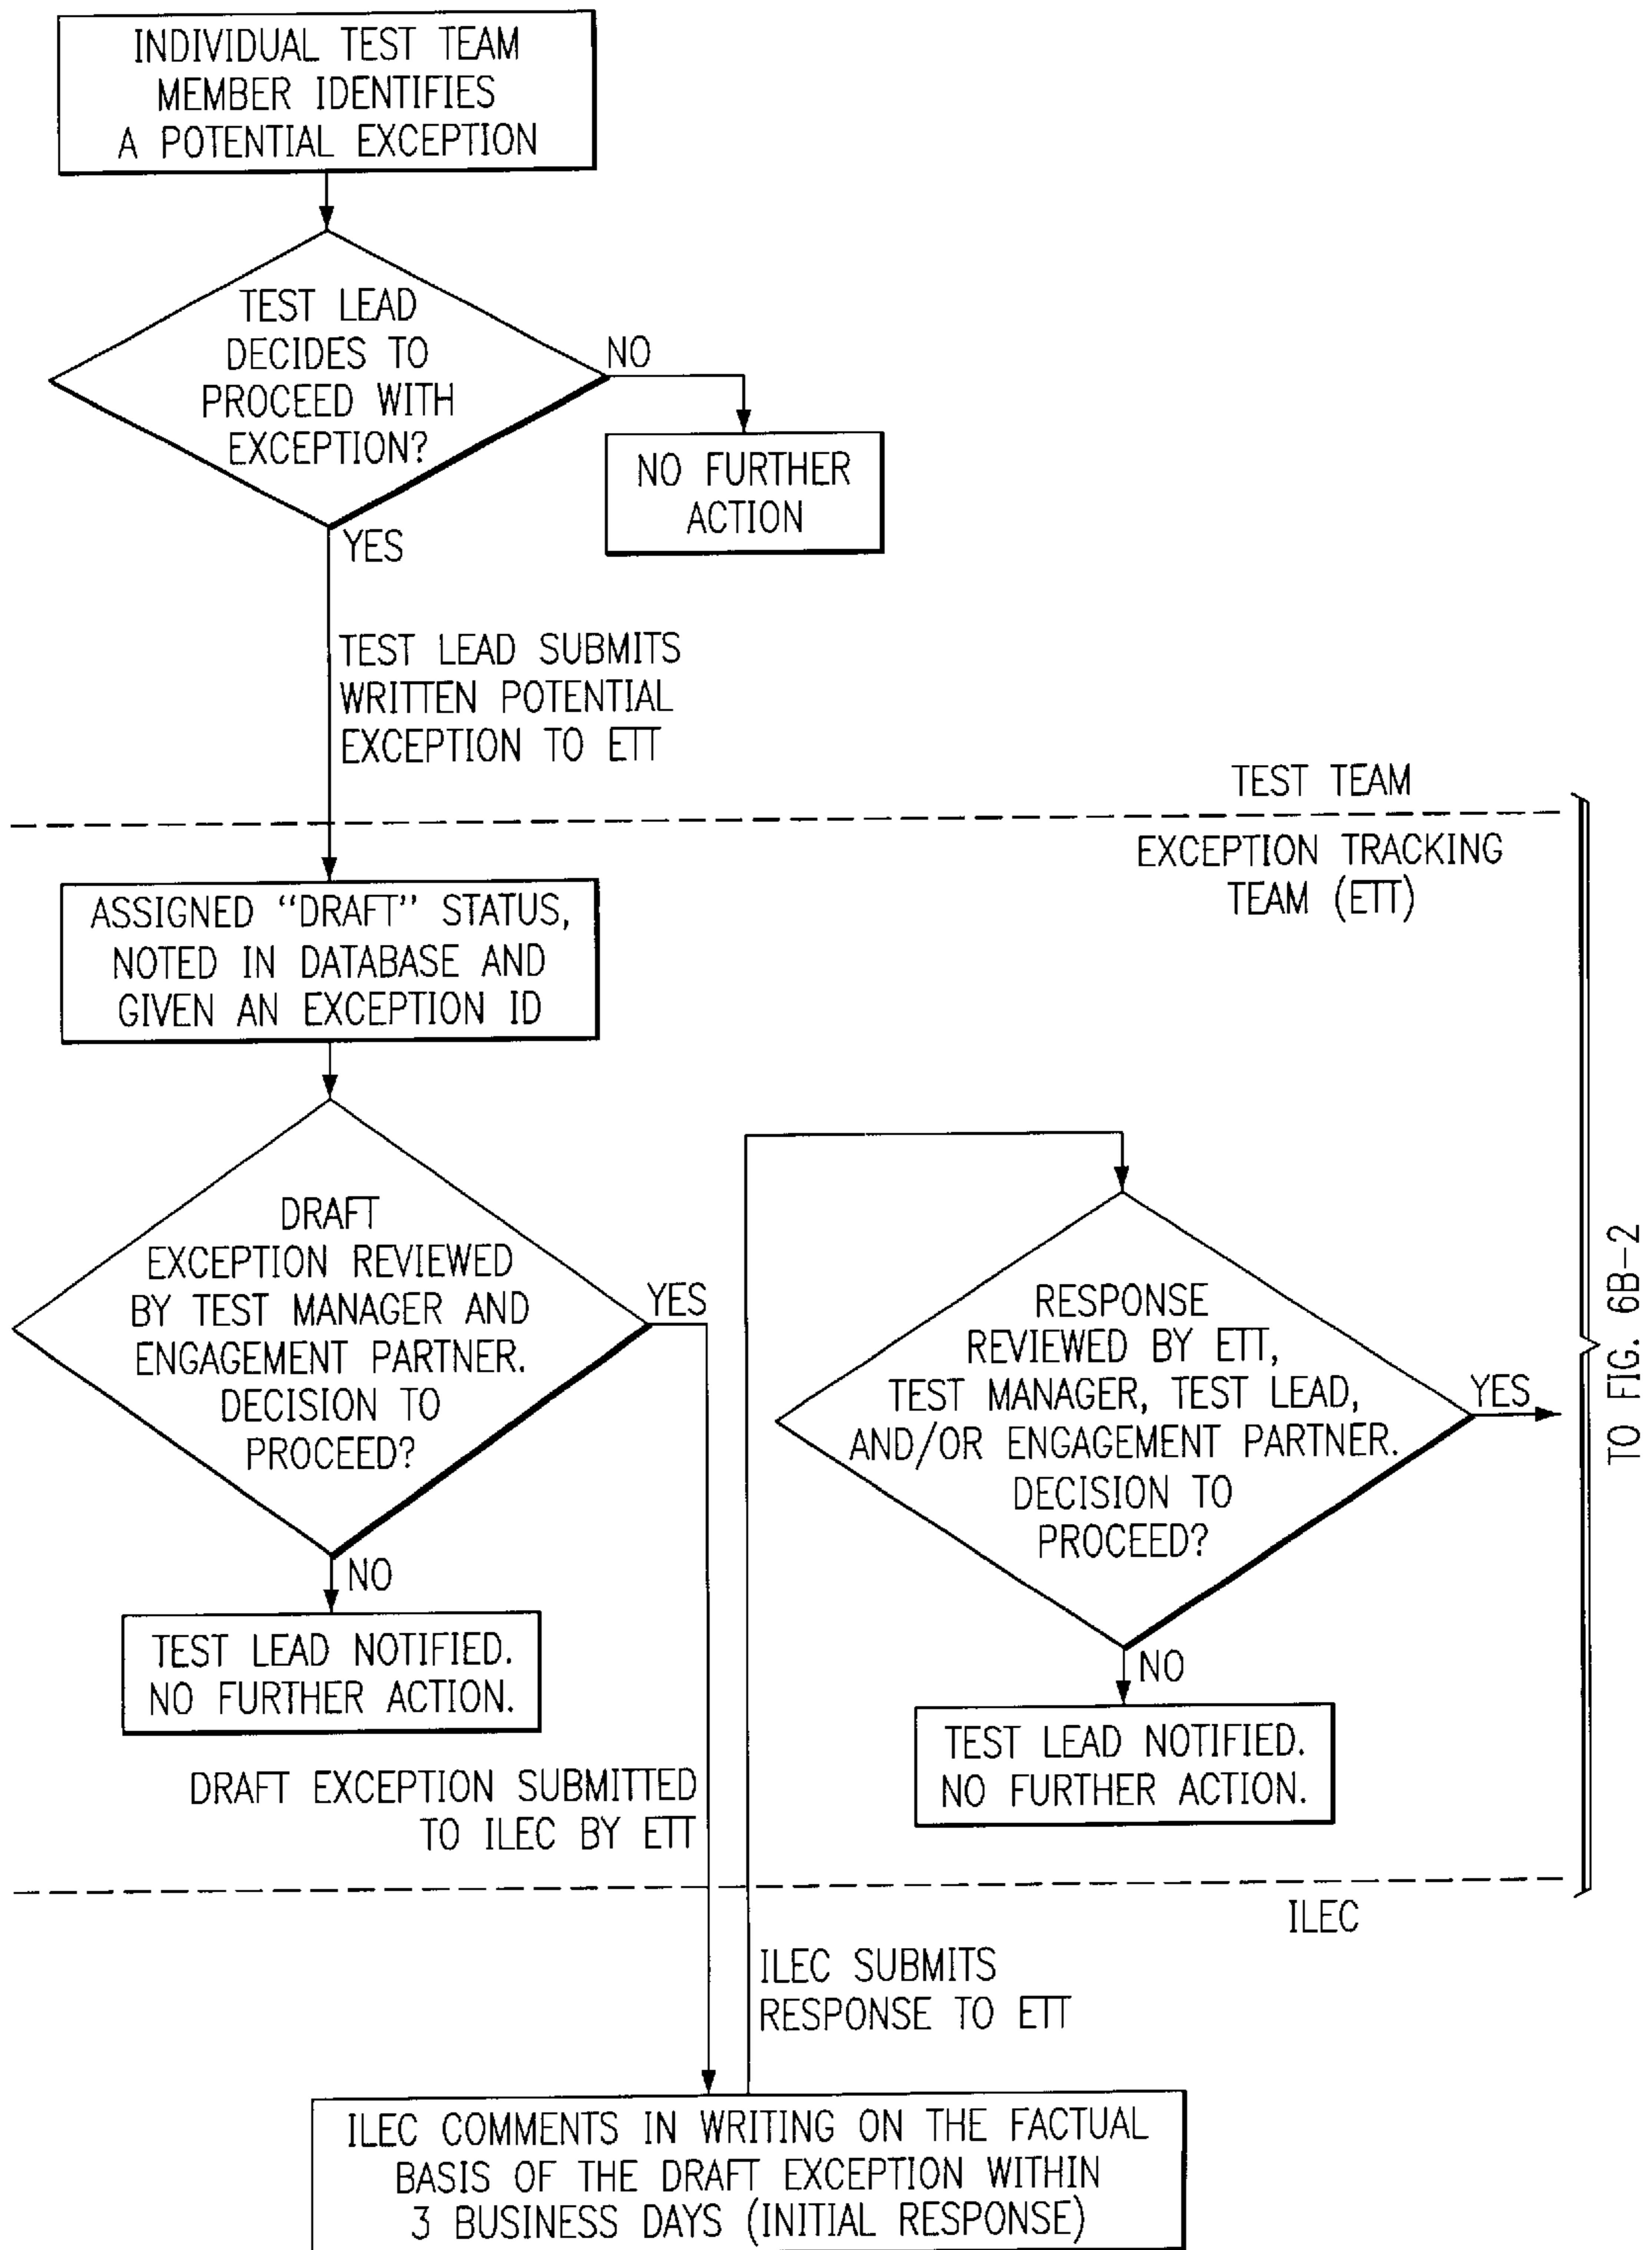 INDIVIDUAL TEST TEAM
MEMBER IDENTIFIES
A POTENTIAL EXCEPTION
TEST LEAD
DECIDES TO
PROCEED WITH
EXCEPTION?
NO
NO FURTHER
ACTION
YES
TEST LEAD SUBMITS
WRITTEN POTENTIAL
EXCEPTION TO ETT
TEST TEAM
EXCEPTION TRACKING
TEAM (ETT)
ASSIGNED “DRAFT” STATUS,
NOTED IN DATABASE AND
GIVEN AN EXCEPTION ID
DRAFT
EXCEPTION REVIEWED
BY TEST MANAGER AND
ENGAGEMENT PARTNER.
DECISION TO
PROCEED?
YES
NO
TEST LEAD NOTIFIED.
NO FURTHER ACTION.
DRAFT EXCEPTION SUBMITTED
TO ILEC BY ETT
RESPONSE
REVIEWED BY ETT,
TEST MANAGER, TEST LEAD,
AND/OR ENGAGEMENT PARTNER.
DECISION TO
PROCEED?
YES
NO
TEST LEAD NOTIFIED.
NO FURTHER ACTION.
TO FIG. 6B-2
ILEC
ILEC SUBMITS
RESPONSE TO ETT
ILEC COMMENTS IN WRITING ON THE FACTUAL
BASIS OF THE DRAFT EXCEPTION WITHIN
3 BUSINESS DAYS (INITIAL RESPONSE)